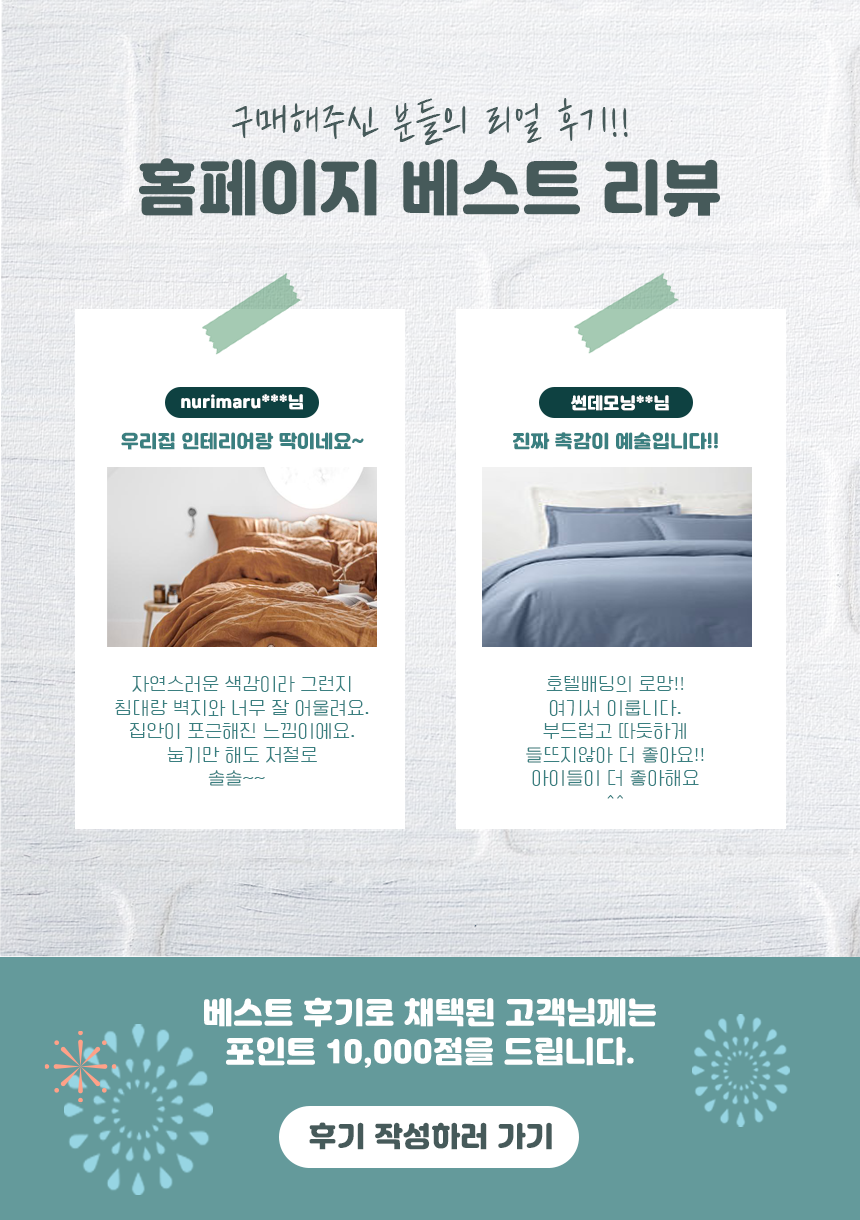 구매해주신 분들의 리얼 후기!!
홈페이지 베스트 리뷰
nurimaru***님
우리집 인테리어랑 딱이네요~
자연스러운 색감이라 그런지
침대랑 벽지와 너무 잘 어울려요.
집안이 포근해진 느낌이에요.
눕기만 해도 저절로
솔솔~~
썬데모닝**님
진짜 촉감이 예술입니다!!
호텔배딩의 로망!!
여기서 이룹니다.
부드럽고 따듯하게
들뜨지않아 더 좋아요!!
아이들이 더 좋아해요
^^
베스트 후기로 채택된 고객님께는
포인트 10,000점을 드립니다.
후기 작성하러 가기